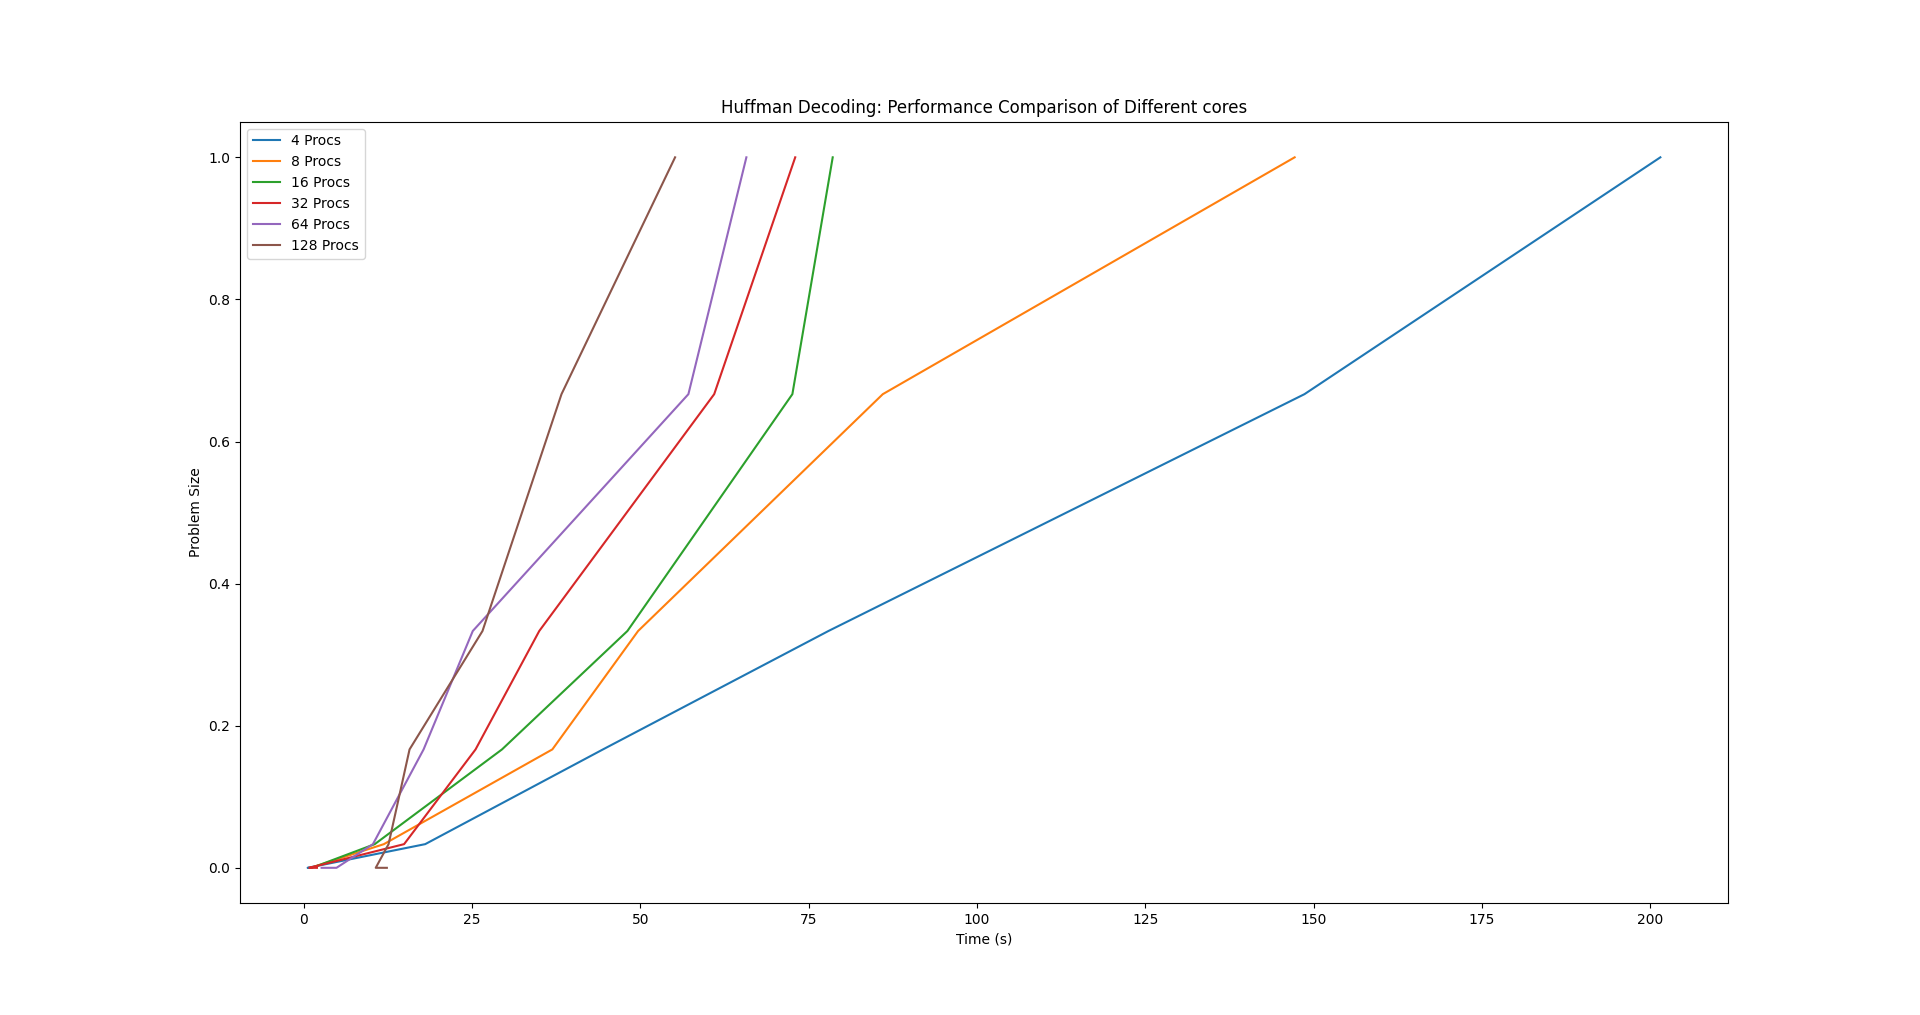 Huffman Decoding: Performance Comparison of Different cores
4 Procs
8 Procs
16 Procs
32 Procs
64 Procs
128 Procs
1.0
0.8
0.6
0.4
0.2
0.0
Problem Size
0 25 50 75 100 125 150 175 200
Time (s)